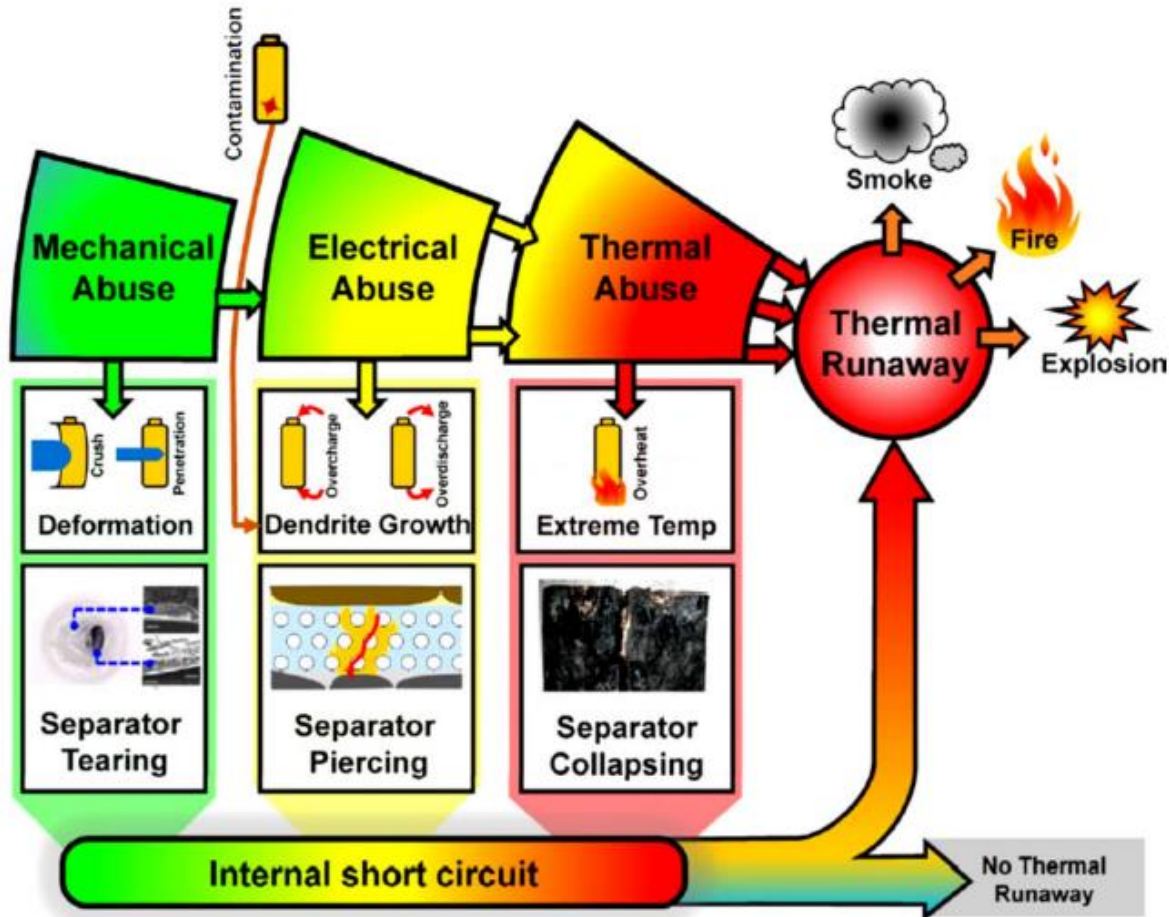 Contamination
Mechanical
Abuse
Electrical
Abuse
Thermal
Abuse
Smoke
Fire
Thermal
Runaway
Explosion
Crush
Penetration
Deformation
Overcharge
Overdischarge
Dendrite Growth
Overheat
Extreme Temp
Separator
Tearing
Separator
Piercing
Separator
Collapsing
Internal short circuit
No Thermal
Runaway